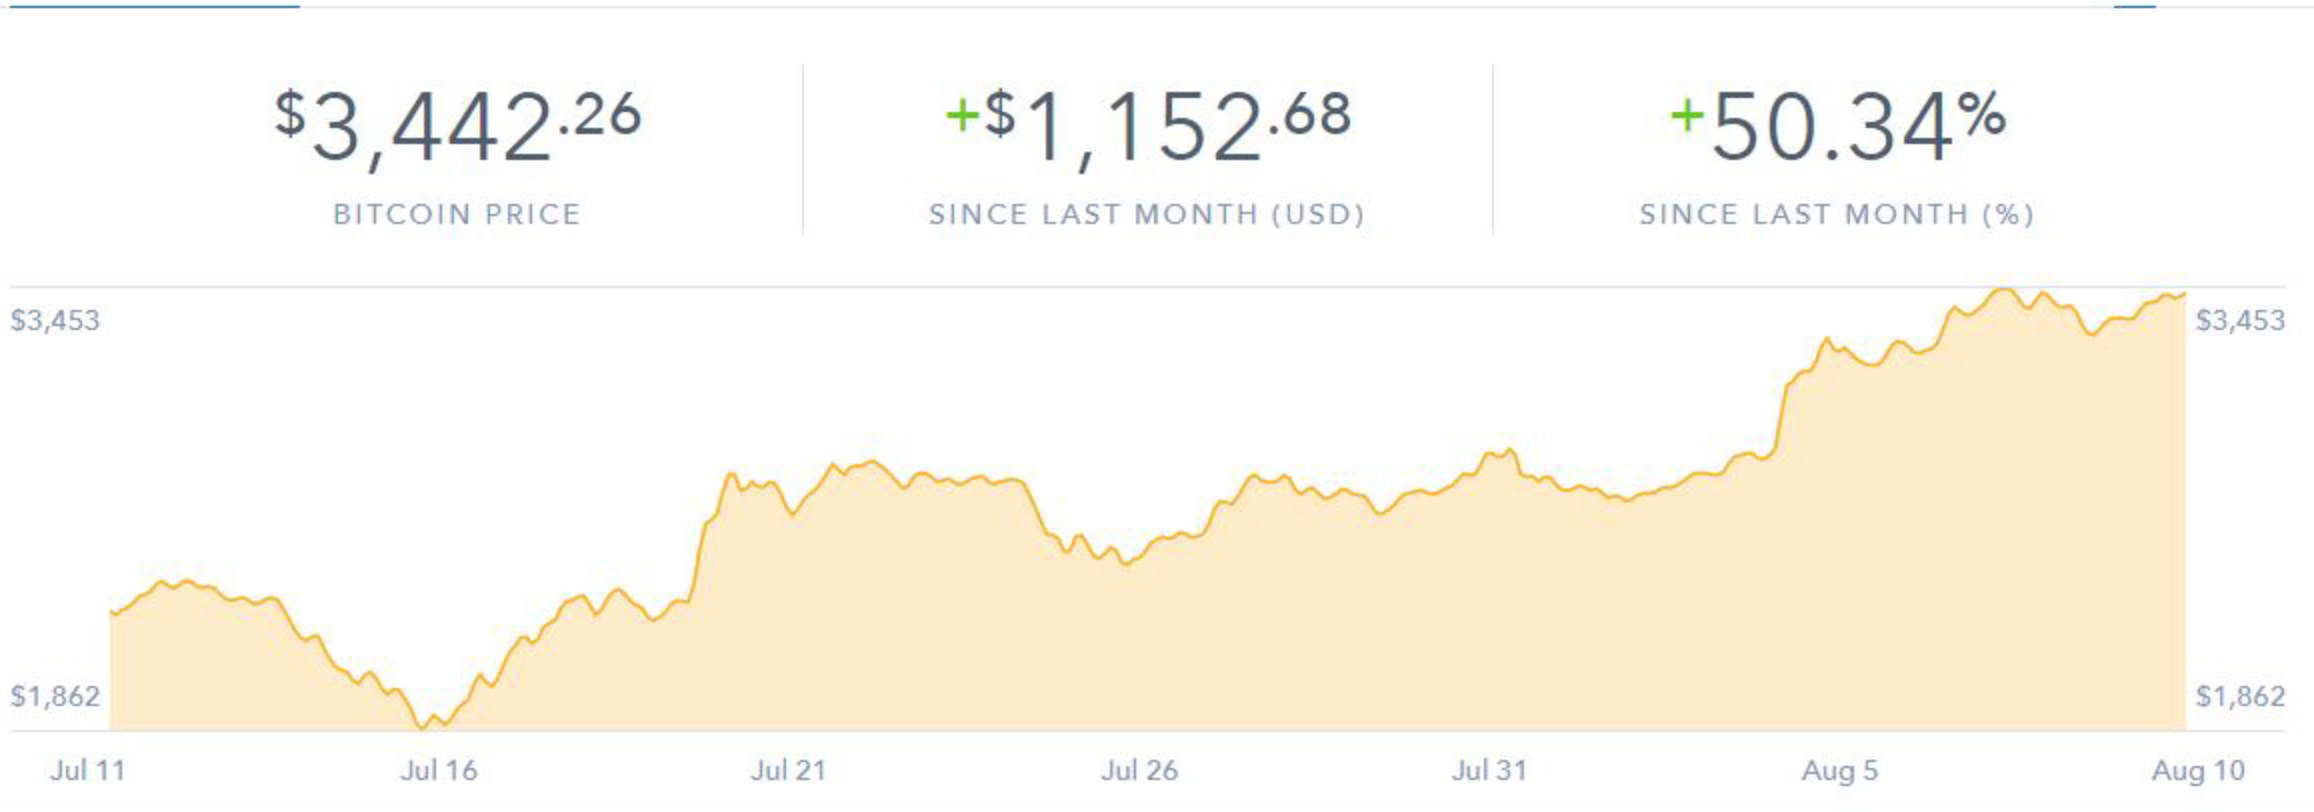 $3,442.26
BITCOIN PRICE
+$1,152.68
SINCE LAST MONTH (USD)
+50.34%
SINCE LAST MONTH (%)
$3,453
$3,453
$1,862
$1,862
Jul 11
Jul 16
Jul 21
Jul 26
Jul 31
Aug 5
Aug 10